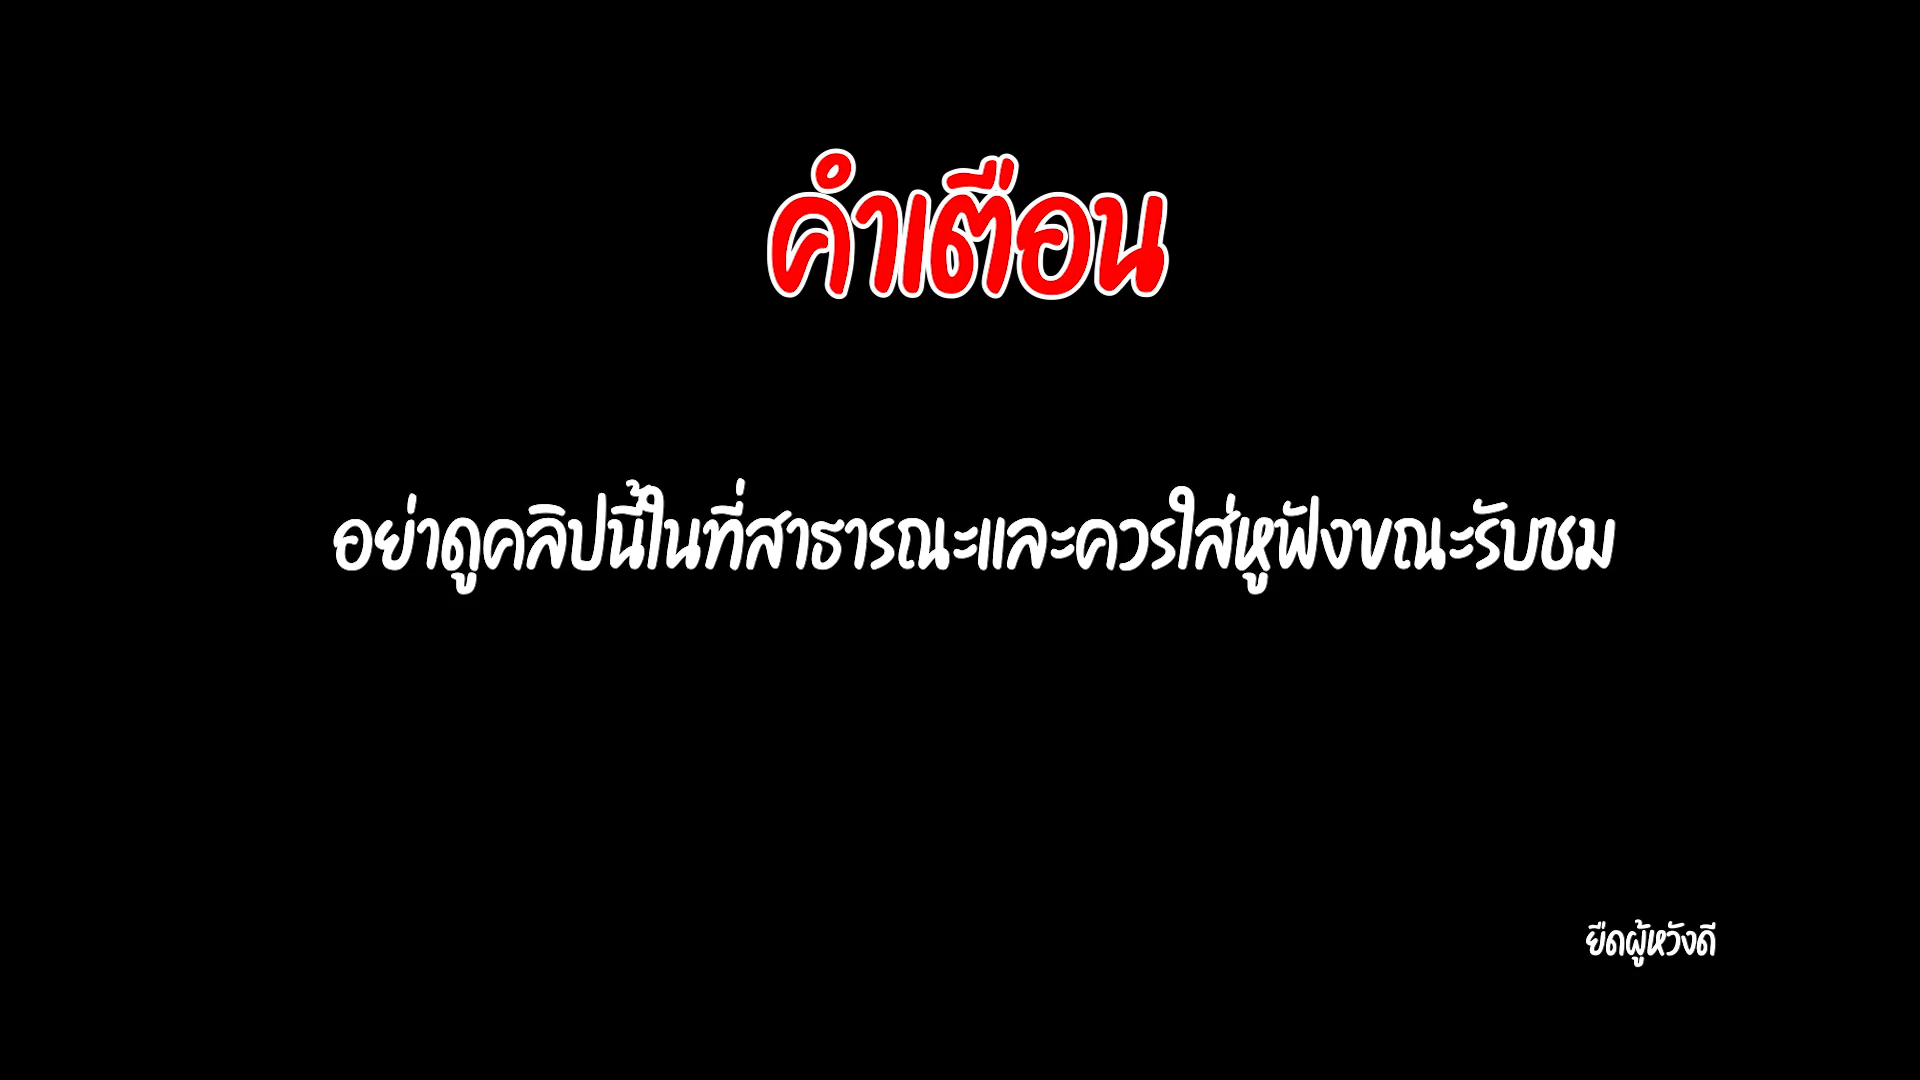 คำเตือน
อย่าดูคลิปนี้ในที่สาธารณะและควรใส่หูฟังขณะรับชม
ยืดผู้หวังดี